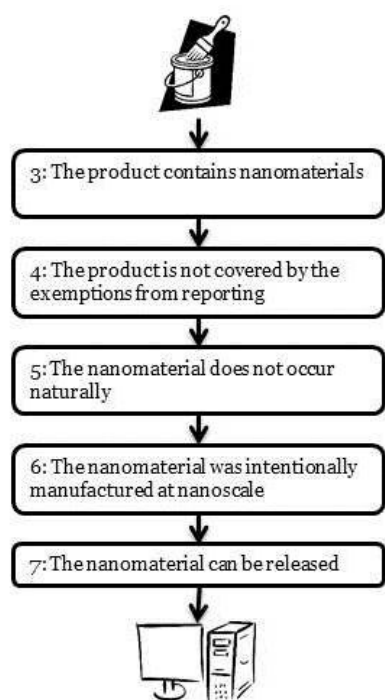 3: The product contains nanomaterials
4: The product is not covered by the
exemptions from reporting
5: The nanomaterial does not occur
naturally
6: The nanomaterial was intentionally
manufactured at nanoscale
7: The nanomaterial can be released